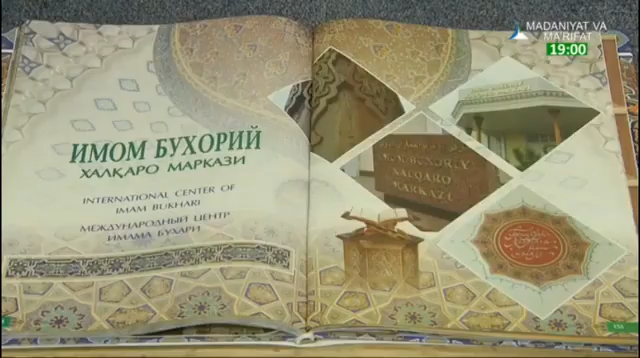 MADANIYAT VA
MA'RIFAT
19:00
ИМОМ БУХОРИЙ
ХАЛҚАРО МАРКАЗИ
INTERNATIONAL CENTER OF
IMAM BUKHARI
МЕЖДУНАРОДНЫЙ ЦЕНТР
ИМАМА БУХАРИ
XALQARO
MARKAZI